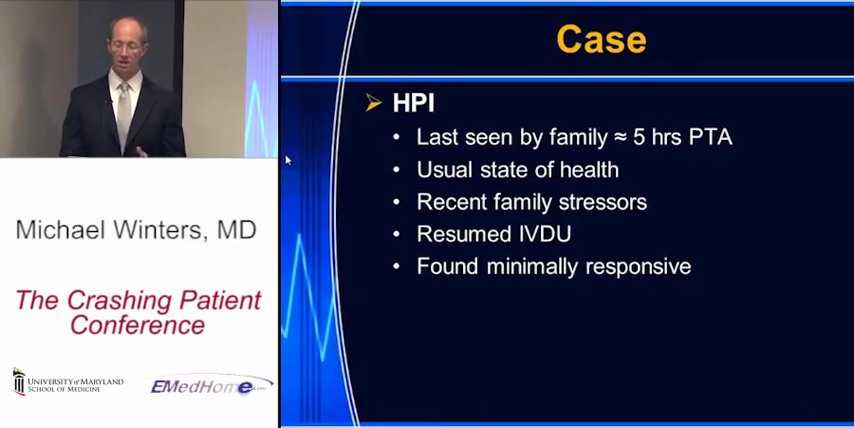 Case
HPI
Last seen by family ≈ 5 hrs PTA
Usual state of health
Recent family stressors
Resumed IVDU
Found minimally responsive
Michael Winters, MD
The Crashing Patient
Conference
UNIVERSITY of MARYLAND
SCHOOL OF MEDICINE
EMedHome